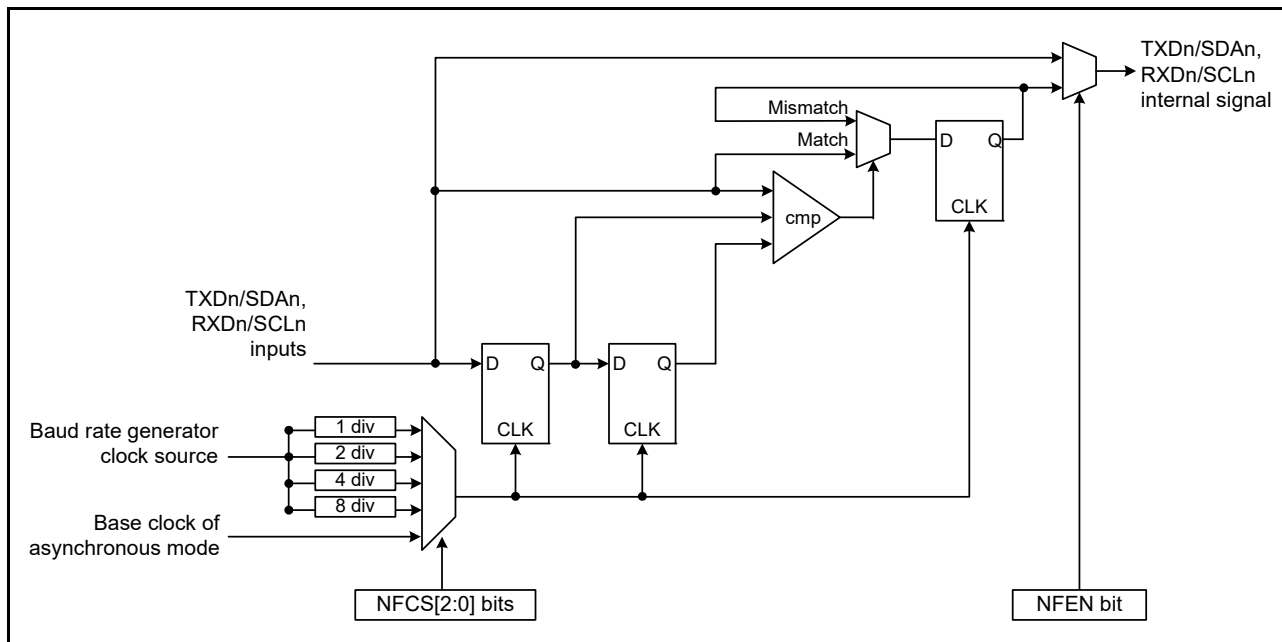 TXDn/SDAn,
RXDn/SCLn
internal signal
Mismatch
Match
D
Q
CLK
cmp
TXDn/SDAn,
RXDn/SCLn
inputs
D
Q
CLK
D
Q
CLK
Baud rate generator
clock source
1 div
2 div
4 div
8 div
Base clock of
asynchronous mode
NFCS[2:0] bits
NFEN bit